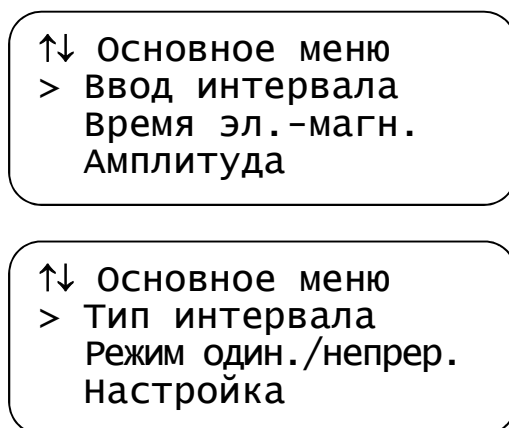 ↑↓ Основное меню
> Ввод интервала
Время эл.-магн.
Амплитуда
↑↓ Основное меню
> Тип интервала
Режим один./непрер.
Настройка